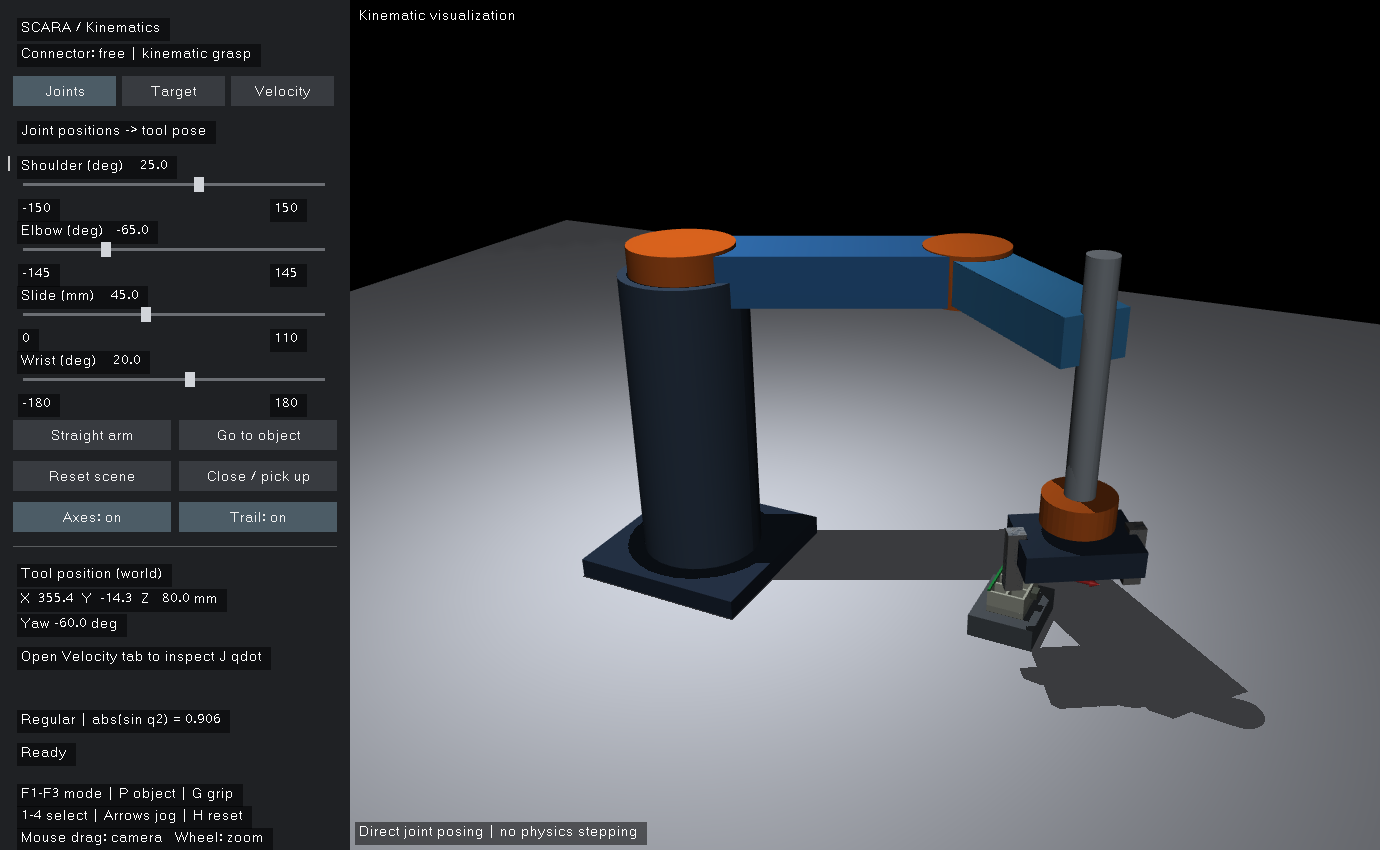 SCARA / Kinematics
Connector: free | kinematic grasp
Joints Target Velocity
Joint positions -> tool pose
Shoulder (deg) 25.0
-150 150
Elbow (deg) -65.0
-145 145
Slide (mm) 45.0
0 110
Wrist (deg) 20.0
-180 180
Straight arm Go to object
Reset scene Close / pick up
Axes: on Trail: on
Tool position (world)
X 355.4 Y -14.3 Z 80.0 mm
Yaw -60.0 deg
Open Velocity tab to inspect J qdot
Regular | abs(sin q2) = 0.906
Ready
F1-F3 mode | P object | G grip
1-4 select | Arrows jog | H reset
Mouse drag: camera Wheel: zoom
Kinematic visualization
Direct joint posing | no physics stepping